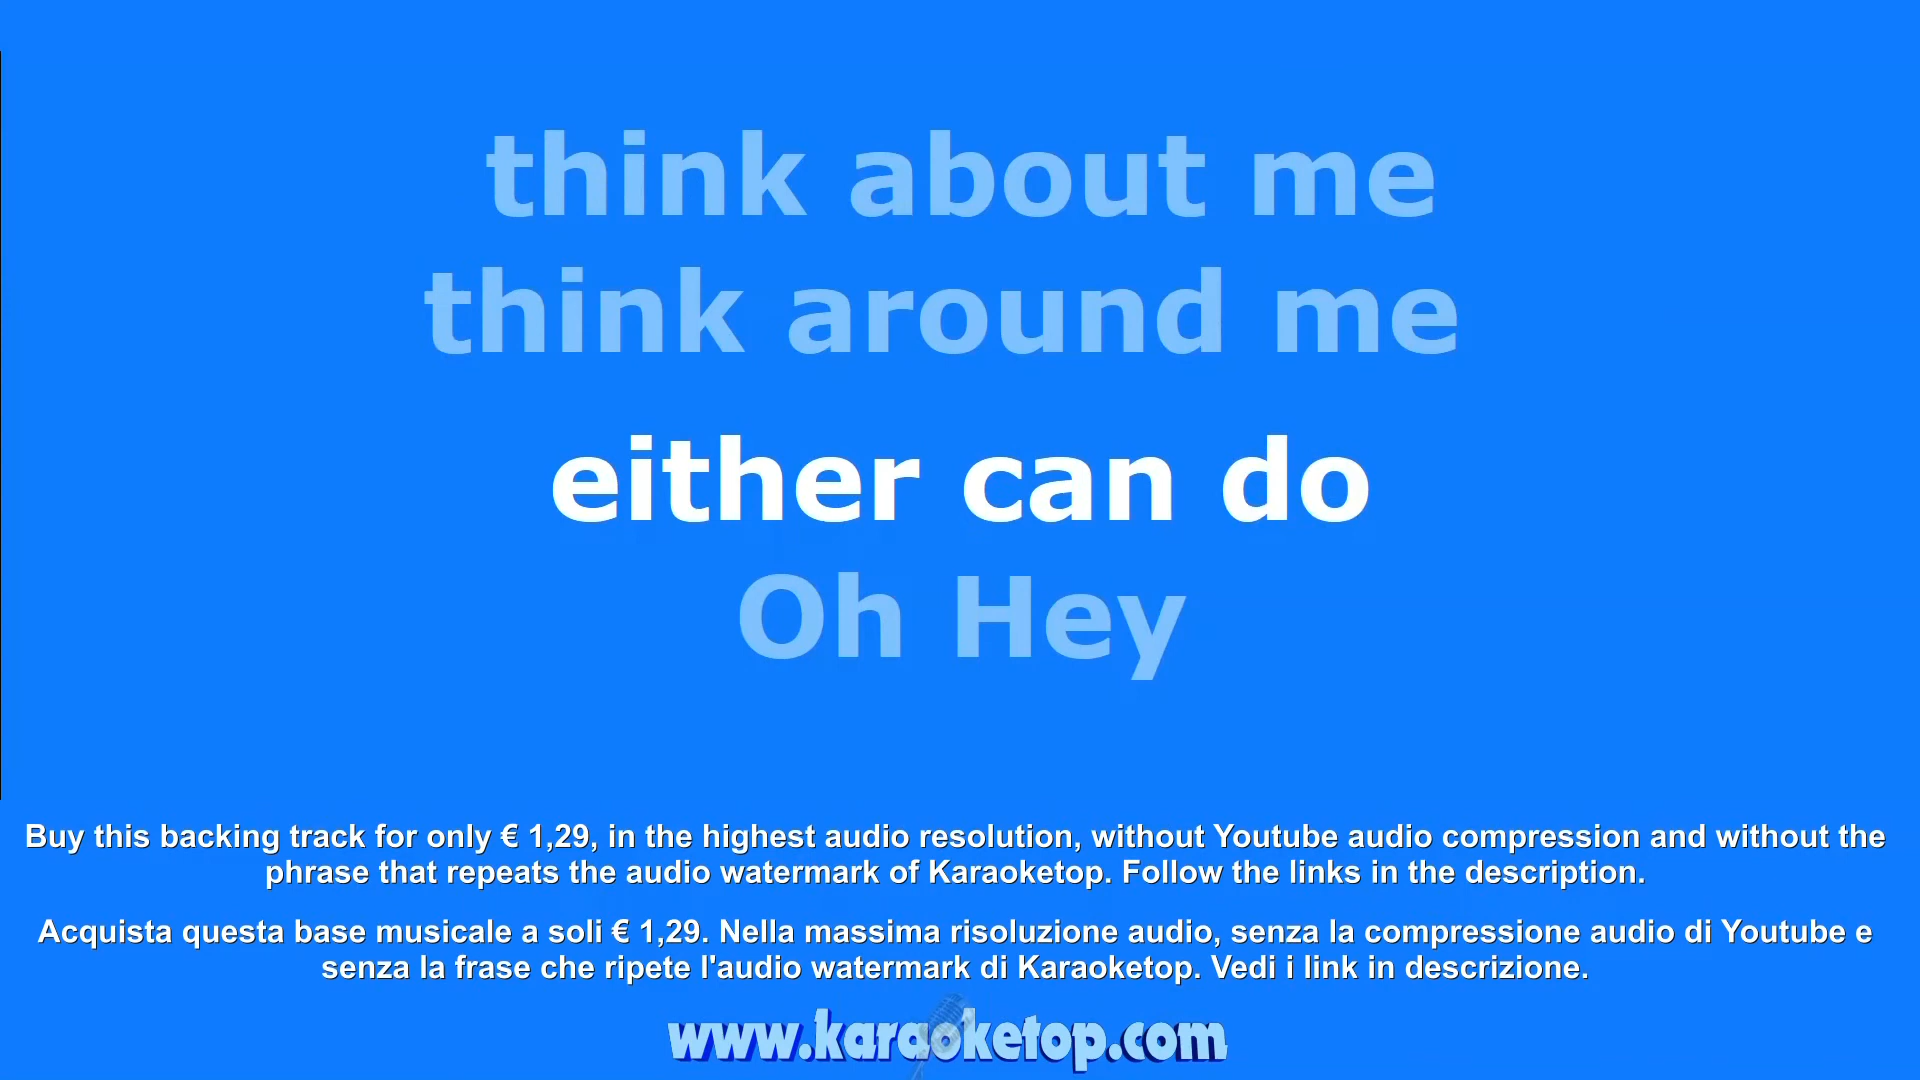 think about me
think around me
either can do
Oh Hey
Buy this backing track for only € 1,29, in the highest audio resolution, without Youtube audio compression and without the
phrase that repeats the audio watermark of Karaoketop. Follow the links in the description.
Acquista questa base musicale a soli € 1,29. Nella massima risoluzione audio, senza la compressione audio di Youtube e
senza la frase che ripete l'audio watermark di Karaoketop. Vedi i link in descrizione.
www.karaoketop.com